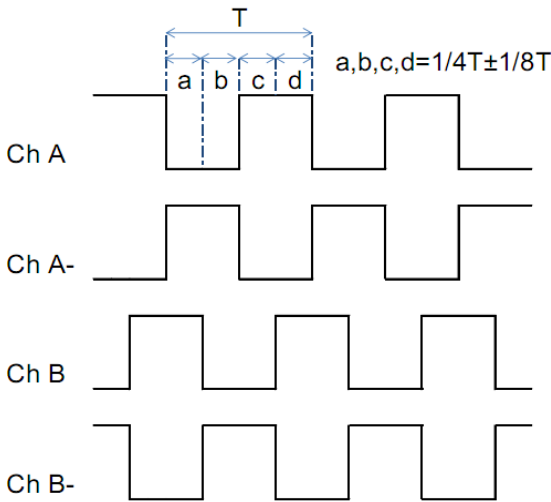 T
a b c d
a,b,c,d=1/4T±1/8T
Ch A
Ch A-
Ch B
Ch B-